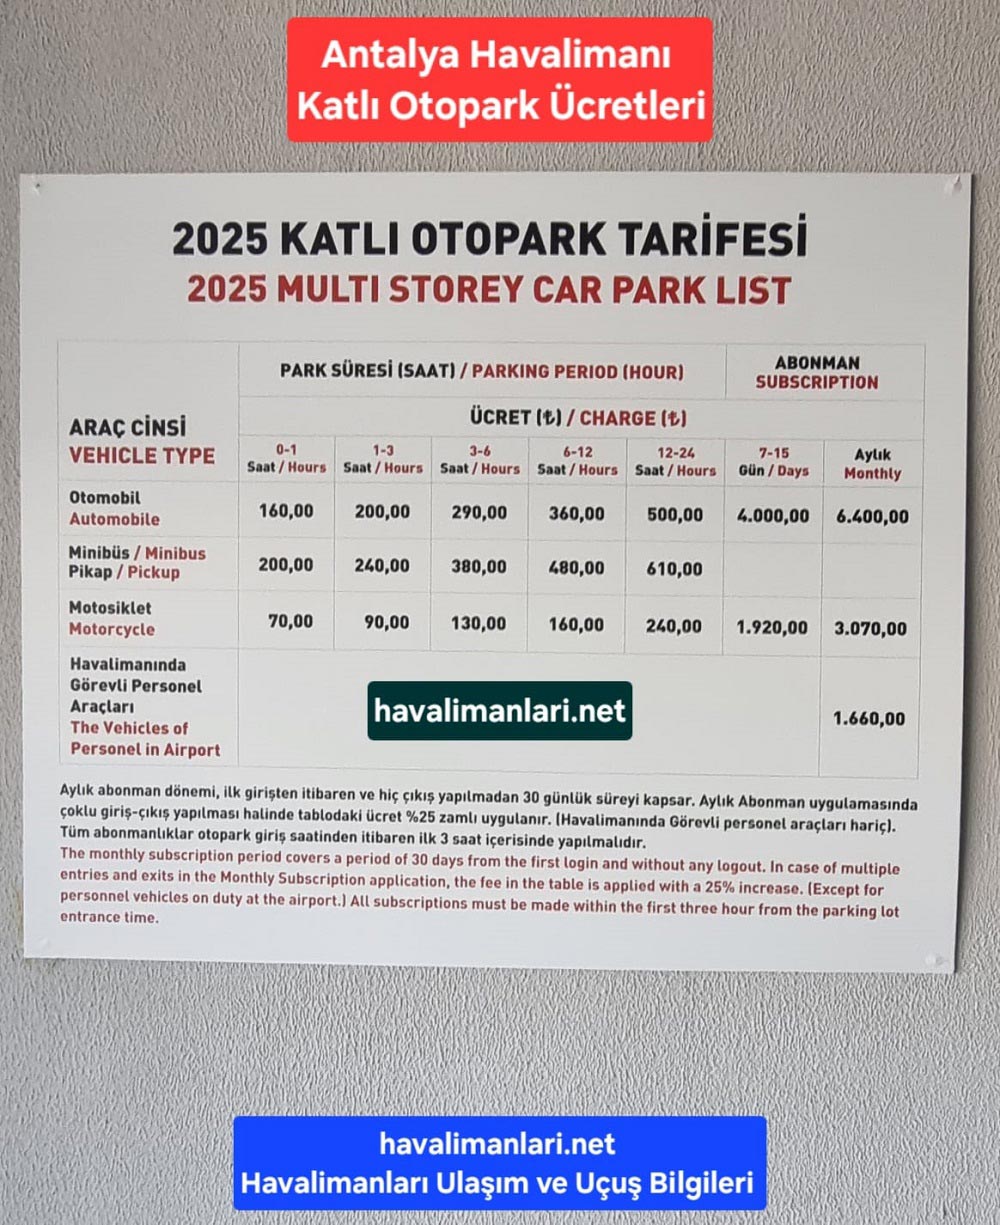 Antalya Havalimanı
Katlı Otopark Ücretleri
2025 KATLI OTOPARK TARİFESİ
2025 MULTI STOREY CAR PARK LIST
ARAÇ CİNSİ
VEHICLE TYPE
PARK SÜRESİ (SAAT) / PARKING PERIOD (HOUR)
ABONMAN
SUBSCRIPTION
ÜCRET (₺) / CHARGE (₺)
0-1
Saat / Hours
1-3
Saat / Hours
3-6
Saat / Hours
6-12
Saat / Hours
12-24
Saat / Hours
7-15
Gün / Days
Aylık
Monthly
Otomobil
Automobile
160,00 200,00 290,00 360,00 500,00 4.000,00 6.400,00
Minibüs / Minibus
Pikap / Pickup
200,00 240,00 380,00 480,00 610,00
Motosiklet
Motorcycle
70,00 90,00 130,00 160,00 240,00 1.920,00 3.070,00
Havalimanında
Görevli Personel
Araçları
The Vehicles of
Personel in Airport
1.660,00
havalimanlari.net
Aylık abonman dönemi, ilk girişten itibaren ve hiç çıkış yapılmadan 30 günlük süreyi kapsar. Aylık Abonman uygulamasında
çoklu giriş-çıkış yapılması halinde tablodaki ücret %25 zamlı uygulanır. (Havalimanında Görevli personel araçları hariç).
Tüm abonmanlıklar otopark giriş saatinden itibaren ilk 3 saat içerisinde yapılmalıdır.
The monthly subscription period covers a period of 30 days from the first login and without any logout. In case of multiple
entries and exits in the Monthly Subscription application, the fee in the table is applied with a 25% increase. (Except for
personnel vehicles on duty at the airport.) All subscriptions must be made within the first three hour from the parking lot
entrance time.
havalimanlari.net
Havalimanları Ulaşım ve Uçuş Bilgileri